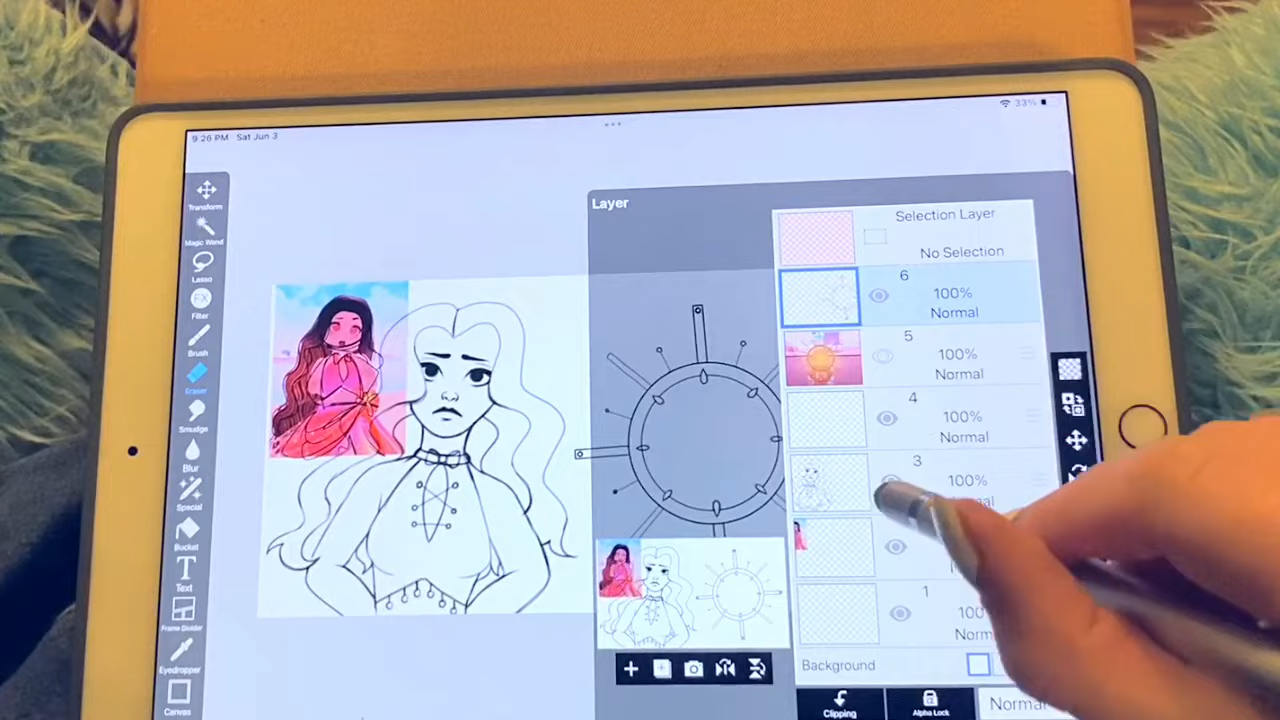 9:26 PM Sat Jun 3
33%
Transform
Magic Wand
Lasso
FX
Filter
Brush
Eraser
Smudge
Blur
Special
Bucket
T
Text
Frame Divider
Eyedropper
Canvas
Layer
Selection Layer
No Selection
6
100%
Normal
5
100%
Normal
4
100%
Normal
3
100%
1
Background
Clipping
Alpha Lock
Normal